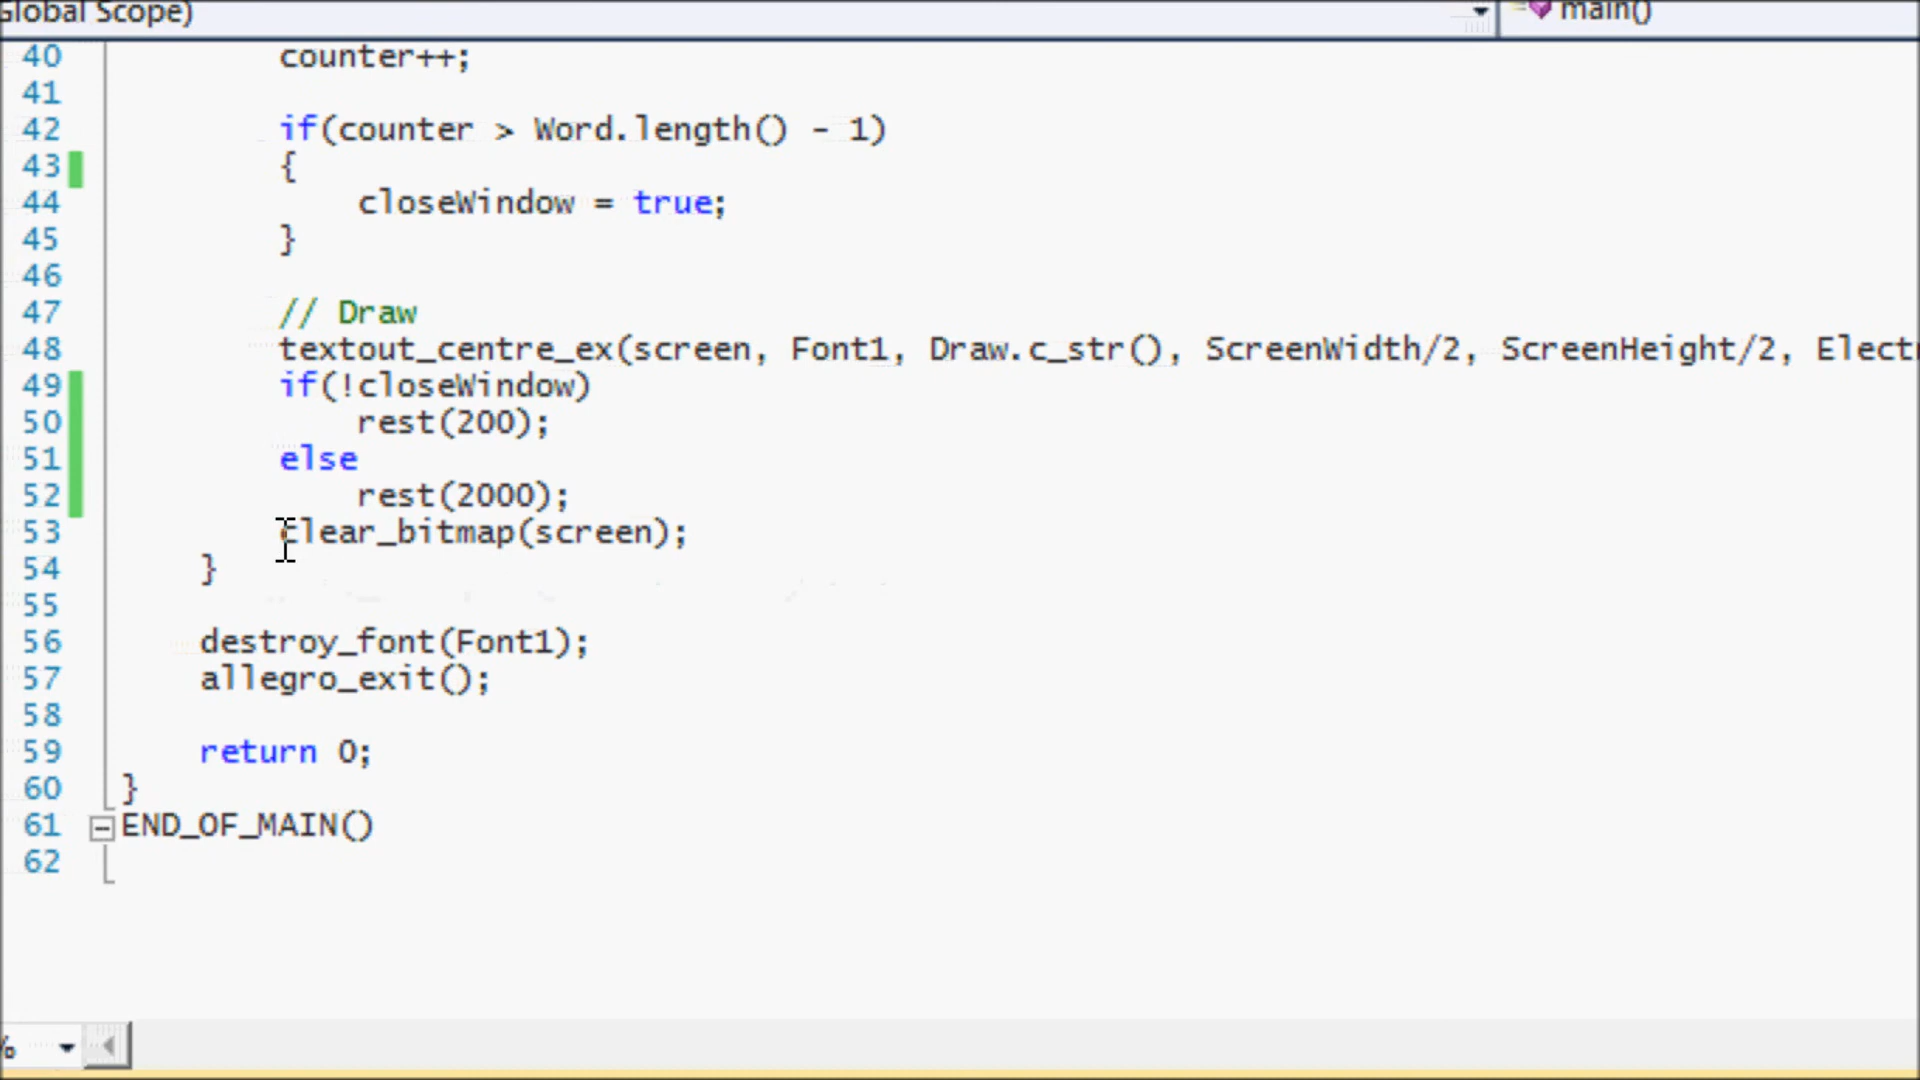 Global Scope) main()
40 counter++;
41
42 if(counter > Word.length() - 1)
43 {
44 closeWindow = true;
45 }
46
47 // Draw
48 textout_centre_ex(screen, Font1, Draw.c_str(), ScreenWidth/2, ScreenHeight/2, Electr
49 if(!closeWindow)
50 rest(200);
51 else
52 rest(2000);
53 clear_bitmap(screen);
54 }
55
56 destroy_font(Font1);
57 allegro_exit();
58
59 return 0;
60 }
61 END_OF_MAIN()
62
%